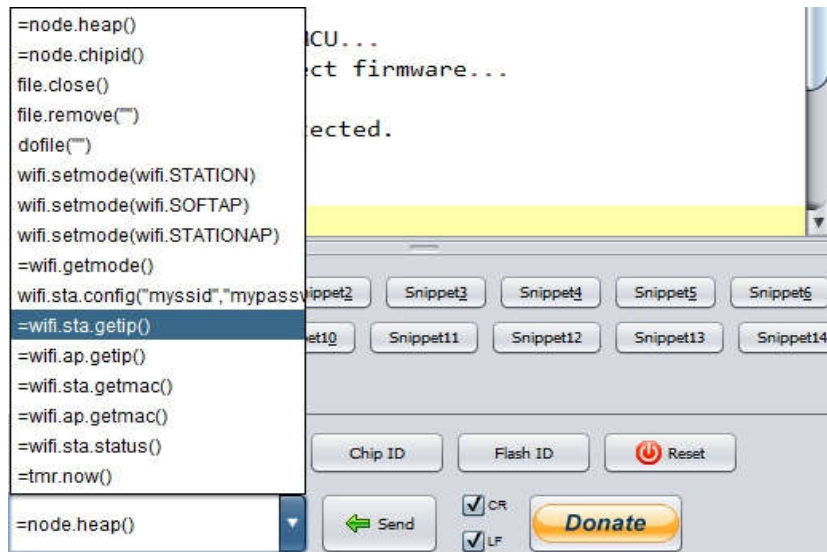 =node.heap()
=node.chipid()
file.close()
file.remove("")
dofile("")
wifi.setmode(wifi.STATION)
wifi.setmode(wifi.SOFTAP)
wifi.setmode(wifi.STATIONAP)
=wifi.getmode()
wifi.sta.config("myssid","mypassw
=wifi.sta.getip()
=wifi.ap.getip()
=wifi.sta.getmac()
=wifi.ap.getmac()
=wifi.sta.status()
=tmr.now()
=node.heap()
MCU...
ect firmware...
ected.
ippet2 Snippet3 Snippet4 Snippet5 Snippet6
et10 Snippet11 Snippet12 Snippet13 Snippet14
Chip ID Flash ID Reset
Send CR Donate
LF